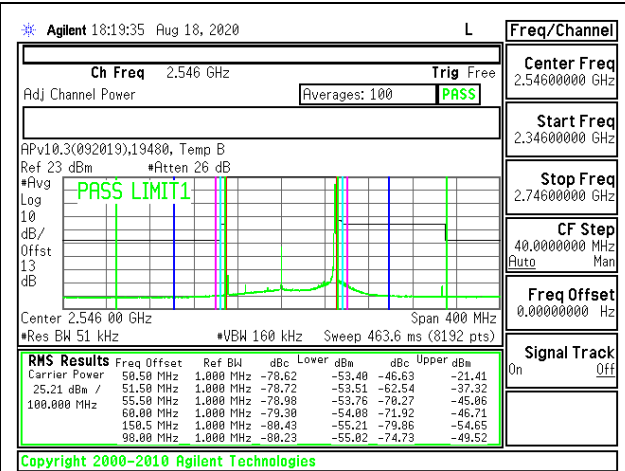 Agilent 18:19:35 Aug 18, 2020 L
Freq/Channel
Ch Freq 2.546 GHz Trig Free
Adj Channel Power Averages: 100 PASS
APv10.3(092019),19480, Temp B
Ref 23 dBm #Atten 26 dB
#Avg
Log
10
dB/
Offst
13
dB
PASS LIMIT1
Center 2.546 00 GHz Span 400 MHz
#Res BW 51 kHz #VBW 160 kHz Sweep 463.6 ms (8192 pts)
RMS Results Freq Offset Ref BW dBc Lower dBm dBc Upper dBm
Carrier Power 50.50 MHz 1.000 MHz -78.62 -53.40 -46.63 -21.41
25.21 dBm / 51.50 MHz 1.000 MHz -78.72 -53.51 -62.54 -37.32
100.000 MHz 55.50 MHz 1.000 MHz -78.98 -53.76 -70.27 -45.06
60.00 MHz 1.000 MHz -79.30 -54.08 -71.92 -46.71
150.5 MHz 1.000 MHz -80.43 -55.21 -79.86 -54.65
98.00 MHz 1.000 MHz -80.23 -55.02 -74.73 -49.52
Copyright 2000-2010 Agilent Technologies
Center Freq
2.54600000 GHz
Start Freq
2.34600000 GHz
Stop Freq
2.74600000 GHz
CF Step
40.0000000 MHz
Auto Man
Freq Offset
0.00000000 Hz
Signal Track
On Off